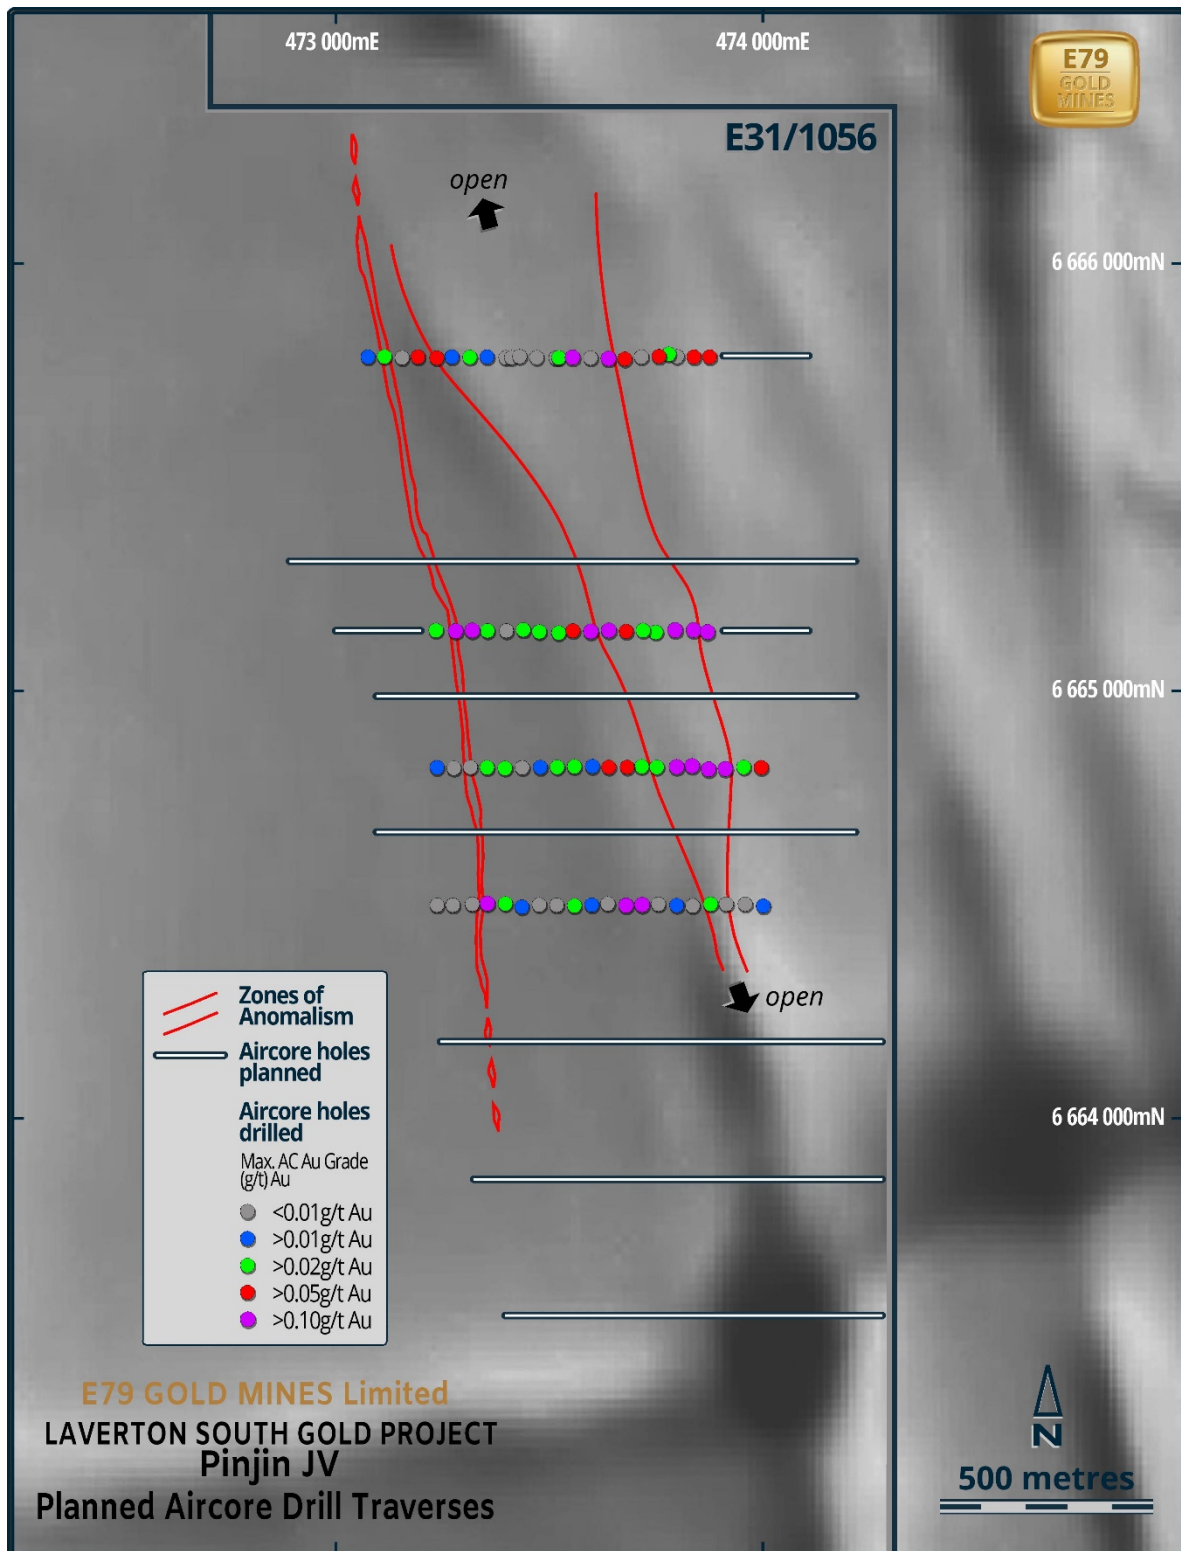 473 000mE
474 000mE
E79
GOLD
MINES
E31/1056
open
6 666 000mN
6 665 000mN
open
6 664 000mN
Zones of
Anomalism
Aircore holes
planned
Aircore holes
drilled
Max. AC Au Grade
(g/t) Au
<0.01g/t Au
>0.01g/t Au
>0.02g/t Au
>0.05g/t Au
>0.10g/t Au
E79 GOLD MINES Limited
LAVERTON SOUTH GOLD PROJECT
Pinjin JV
Planned Aircore Drill Traverses
N
500 metres